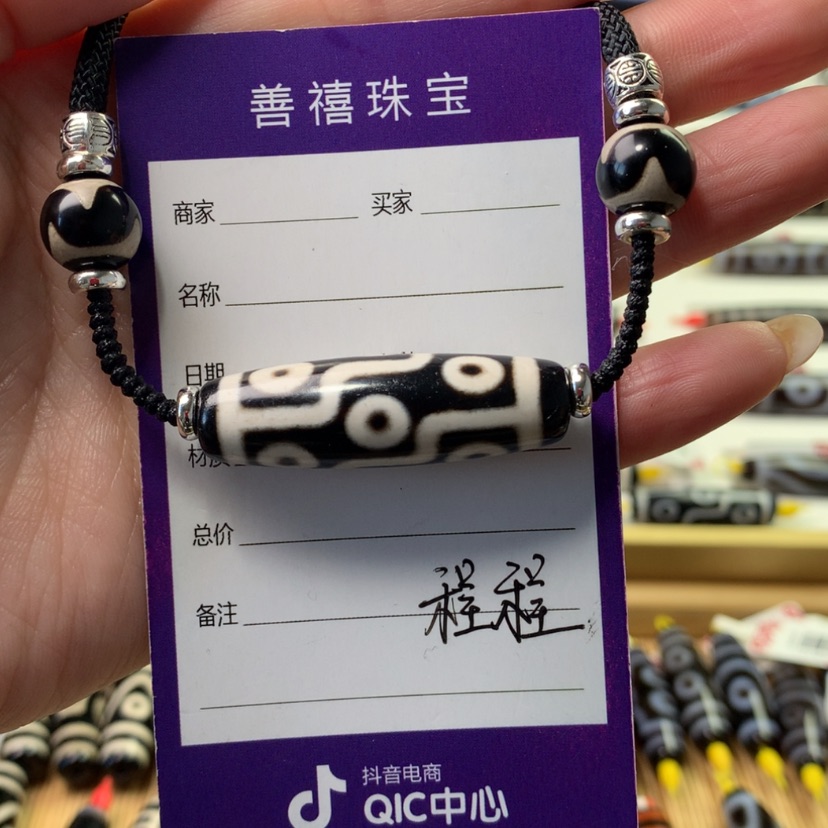 善禧珠宝
商家 买家
名称
日期
材质
总价
备注 程程
抖音电商
QIC中心